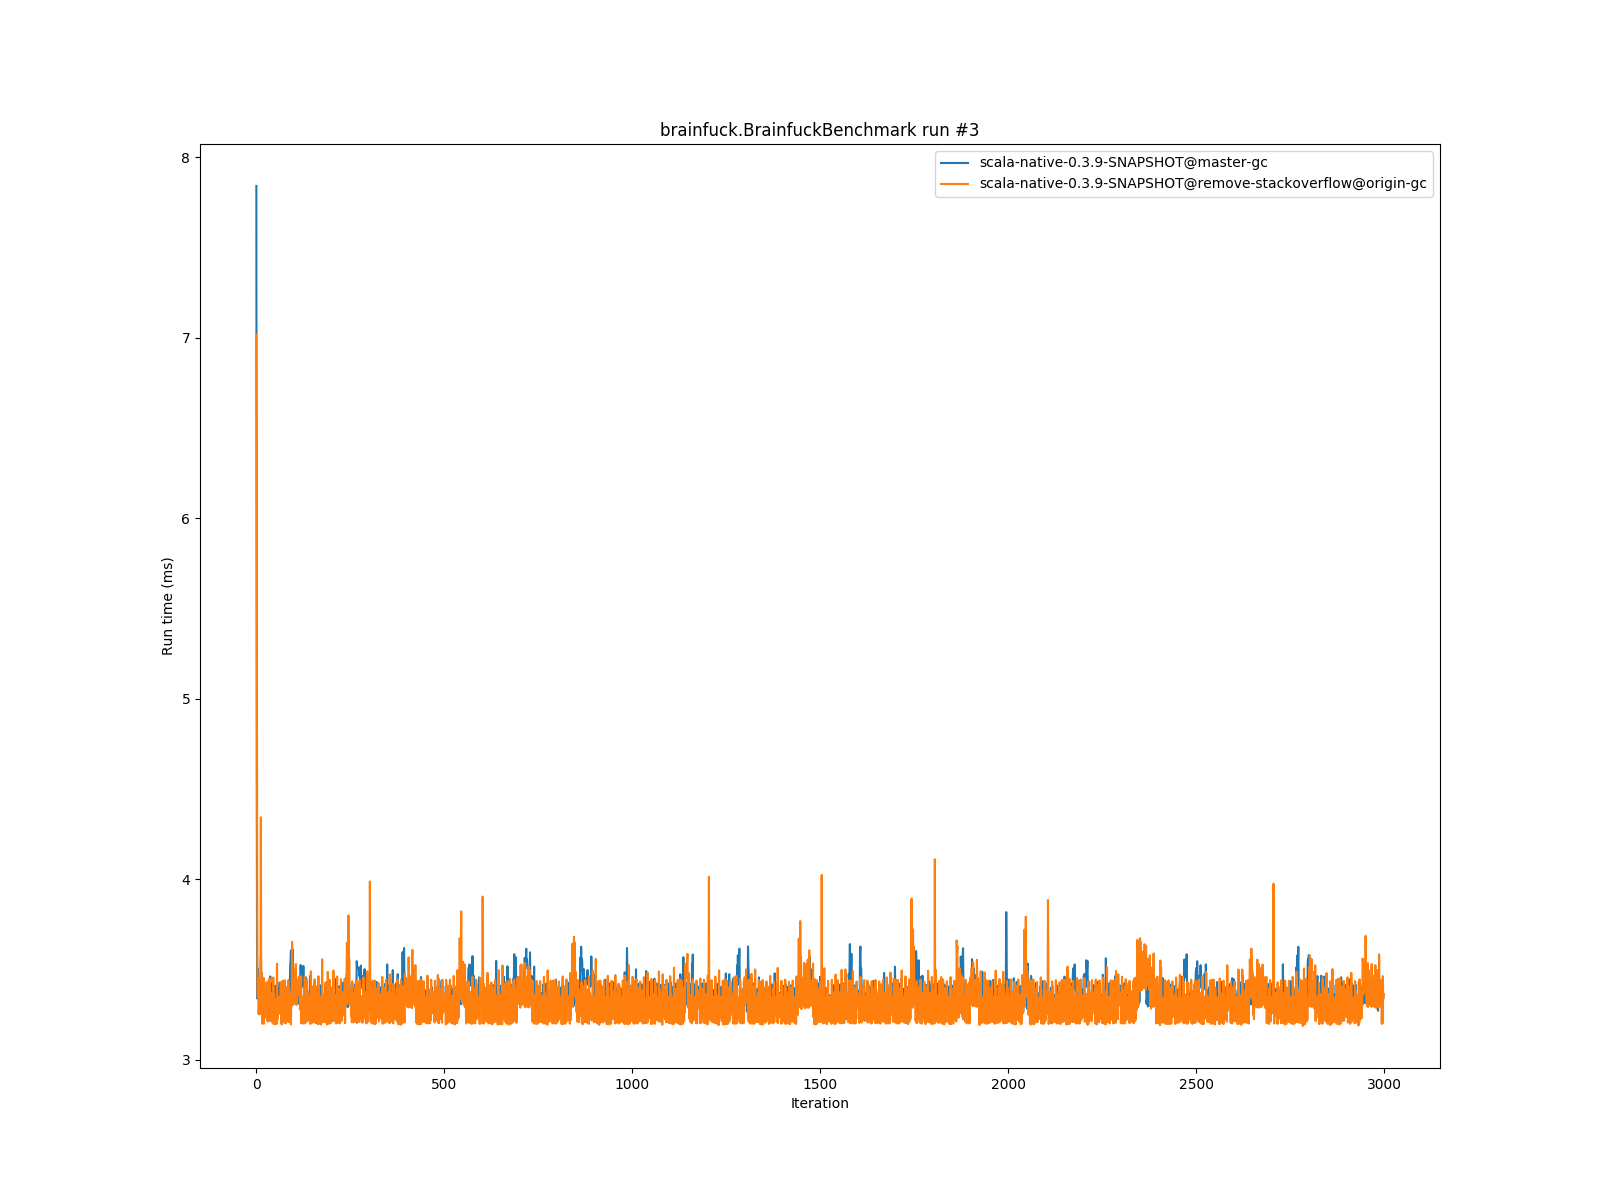 brainfuck.BrainfuckBenchmark run #3
scala-native-0.3.9-SNAPSHOT@master-gc
scala-native-0.3.9-SNAPSHOT@remove-stackoverflow@origin-gc
8
7
6
5
4
3
Run time (ms)
0 500 1000 1500 2000 2500 3000
Iteration